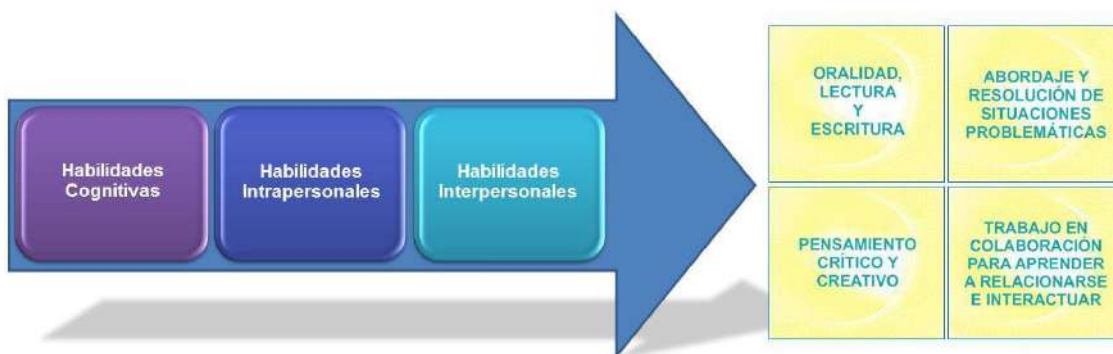 Habilidades
Cognitivas
Habilidades
Intrapersonales
Habilidades
Interpersonales
ORALIDAD,
LECTURA
Y
ESCRITURA
ABORDAJE Y
RESOLUCIÓN DE
SITUACIONES
PROBLEMÁTICAS
PENSAMIENTO
CRÍTICO Y
CREATIVO
TRABAJO EN
COLABORACIÓN
PARA APRENDER
A RELACIONARSE
E INTERACTUAR